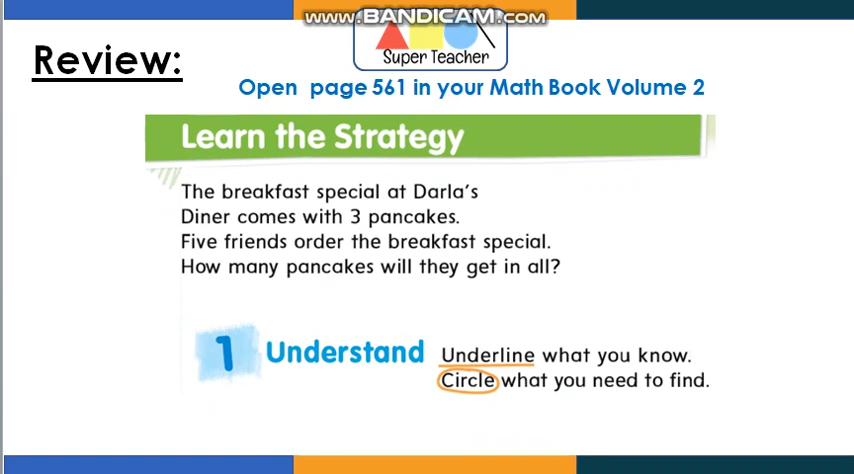 www.BANDICAM.com
Super Teacher
Review:
Open page 561 in your Math Book Volume 2
Learn the Strategy
The breakfast special at Darla's
Diner comes with 3 pancakes.
Five friends order the breakfast special.
How many pancakes will they get in all?
1 Understand Underline what you know.
Circle what you need to find.